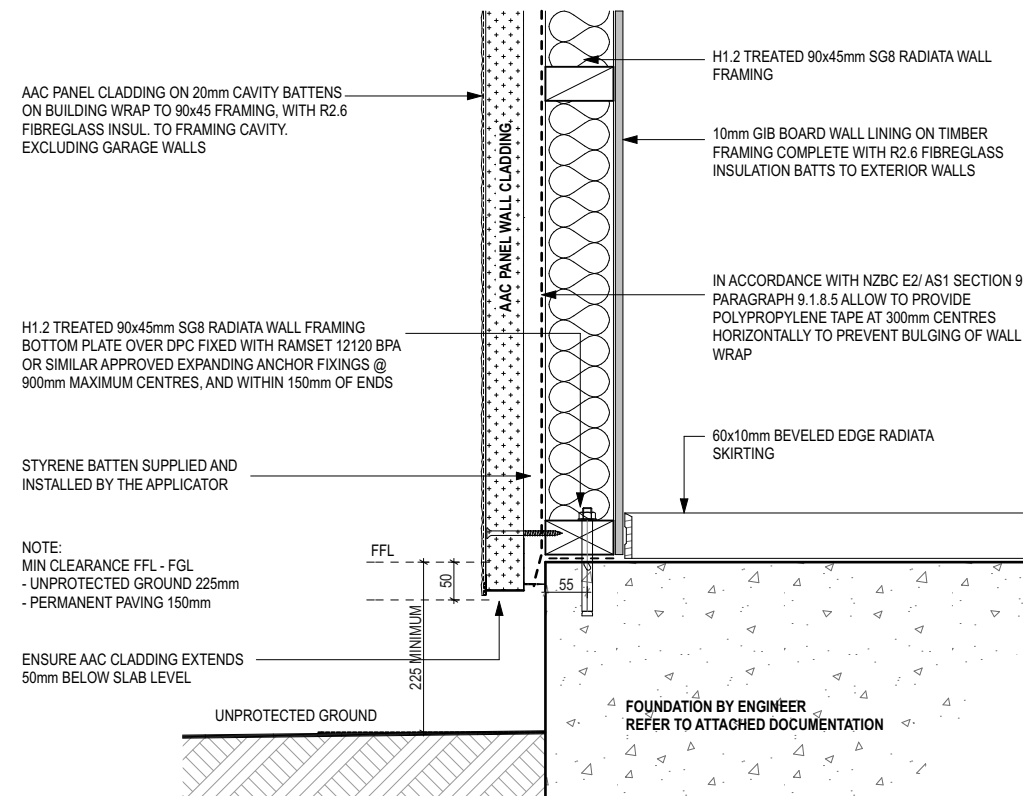 AAC PANEL CLADDING ON 20mm CAVITY BATTENS
ON BUILDING WRAP TO 90x45 FRAMING, WITH R2.6
FIBREGLASS INSUL. TO FRAMING CAVITY.
EXCLUDING GARAGE WALLS
H1.2 TREATED 90x45mm SG8 RADIATA WALL FRAMING
BOTTOM PLATE OVER DPC FIXED WITH RAMSET 12120 BPA
OR SIMILAR APPROVED EXPANDING ANCHOR FIXINGS @
900mm MAXIMUM CENTRES, AND WITHIN 150mm OF ENDS
STYRENE BATTEN SUPPLIED AND
INSTALLED BY THE APPLICATOR
NOTE:
MIN CLEARANCE FFL - FGL
- UNPROTECTED GROUND 225mm
- PERMANENT PAVING 150mm
ENSURE AAC CLADDING EXTENDS
50mm BELOW SLAB LEVEL
UNPROTECTED GROUND
FFL
50
225 MINIMUM
55
AAC PANEL WALL CLADDING
H1.2 TREATED 90x45mm SG8 RADIATA WALL
FRAMING
10mm GIB BOARD WALL LINING ON TIMBER
FRAMING COMPLETE WITH R2.6 FIBREGLASS
INSULATION BATTS TO EXTERIOR WALLS
IN ACCORDANCE WITH NZBC E2/ AS1 SECTION 9
PARAGRAPH 9.1.8.5 ALLOW TO PROVIDE
POLYPROPYLENE TAPE AT 300mm CENTRES
HORIZONTALLY TO PREVENT BULGING OF WALL
WRAP
60x10mm BEVELED EDGE RADIATA
SKIRTING
FOUNDATION BY ENGINEER
REFER TO ATTACHED DOCUMENTATION